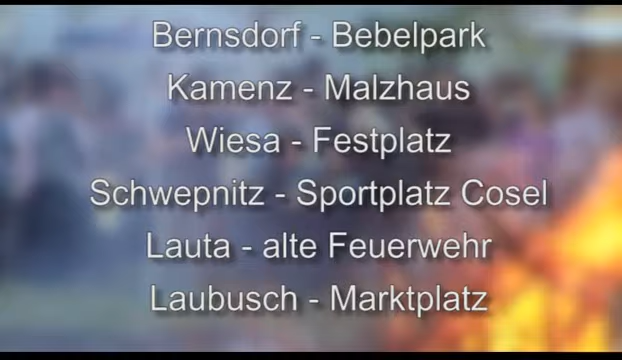 Bernsdorf - Bebelpark
Kamenz - Malzhaus
Wiesa - Festplatz
Schwepnitz - Sportplatz Cosel
Lauta - alte Feuerwehr
Laubusch - Marktplatz